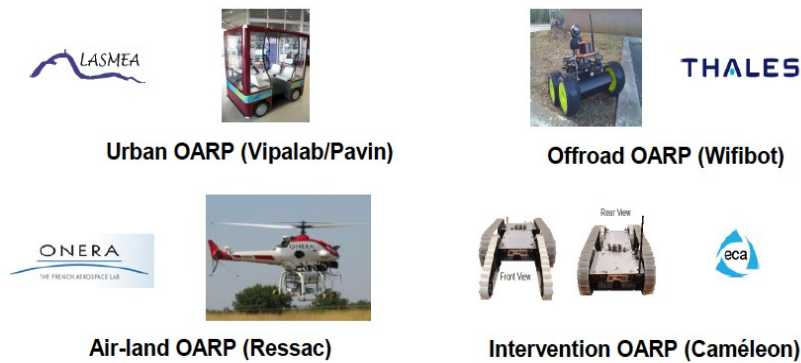 LASMEA
THALES
Urban OARP (Vipalab/Pavin)
Offroad OARP (Wifibot)
ONERA
THE FRENCH AEROSPACE LAB
ONERA
Front View
Rear View
eca
Air-land OARP (Ressac)
Intervention OARP (Caméleon)